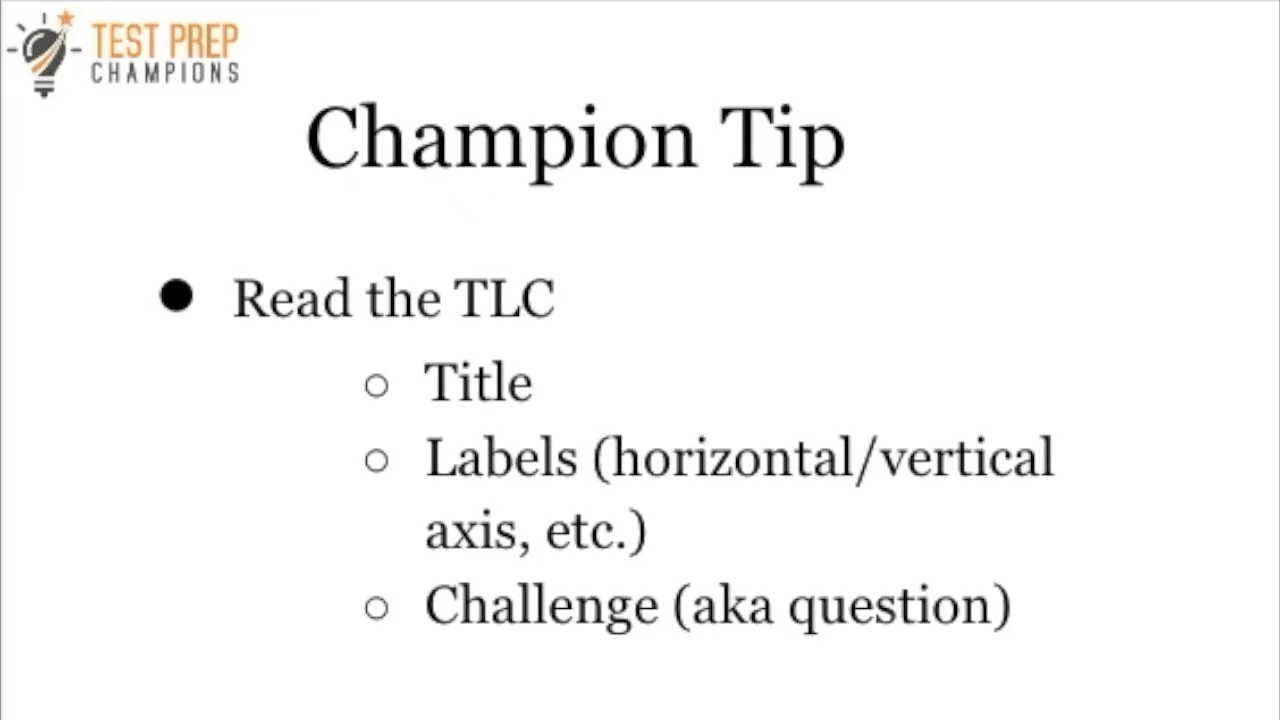 TEST PREP
CHAMPIONS
Champion Tip
● Read the TLC
○ Title
○ Labels (horizontal/vertical
axis, etc.)
○ Challenge (aka question)